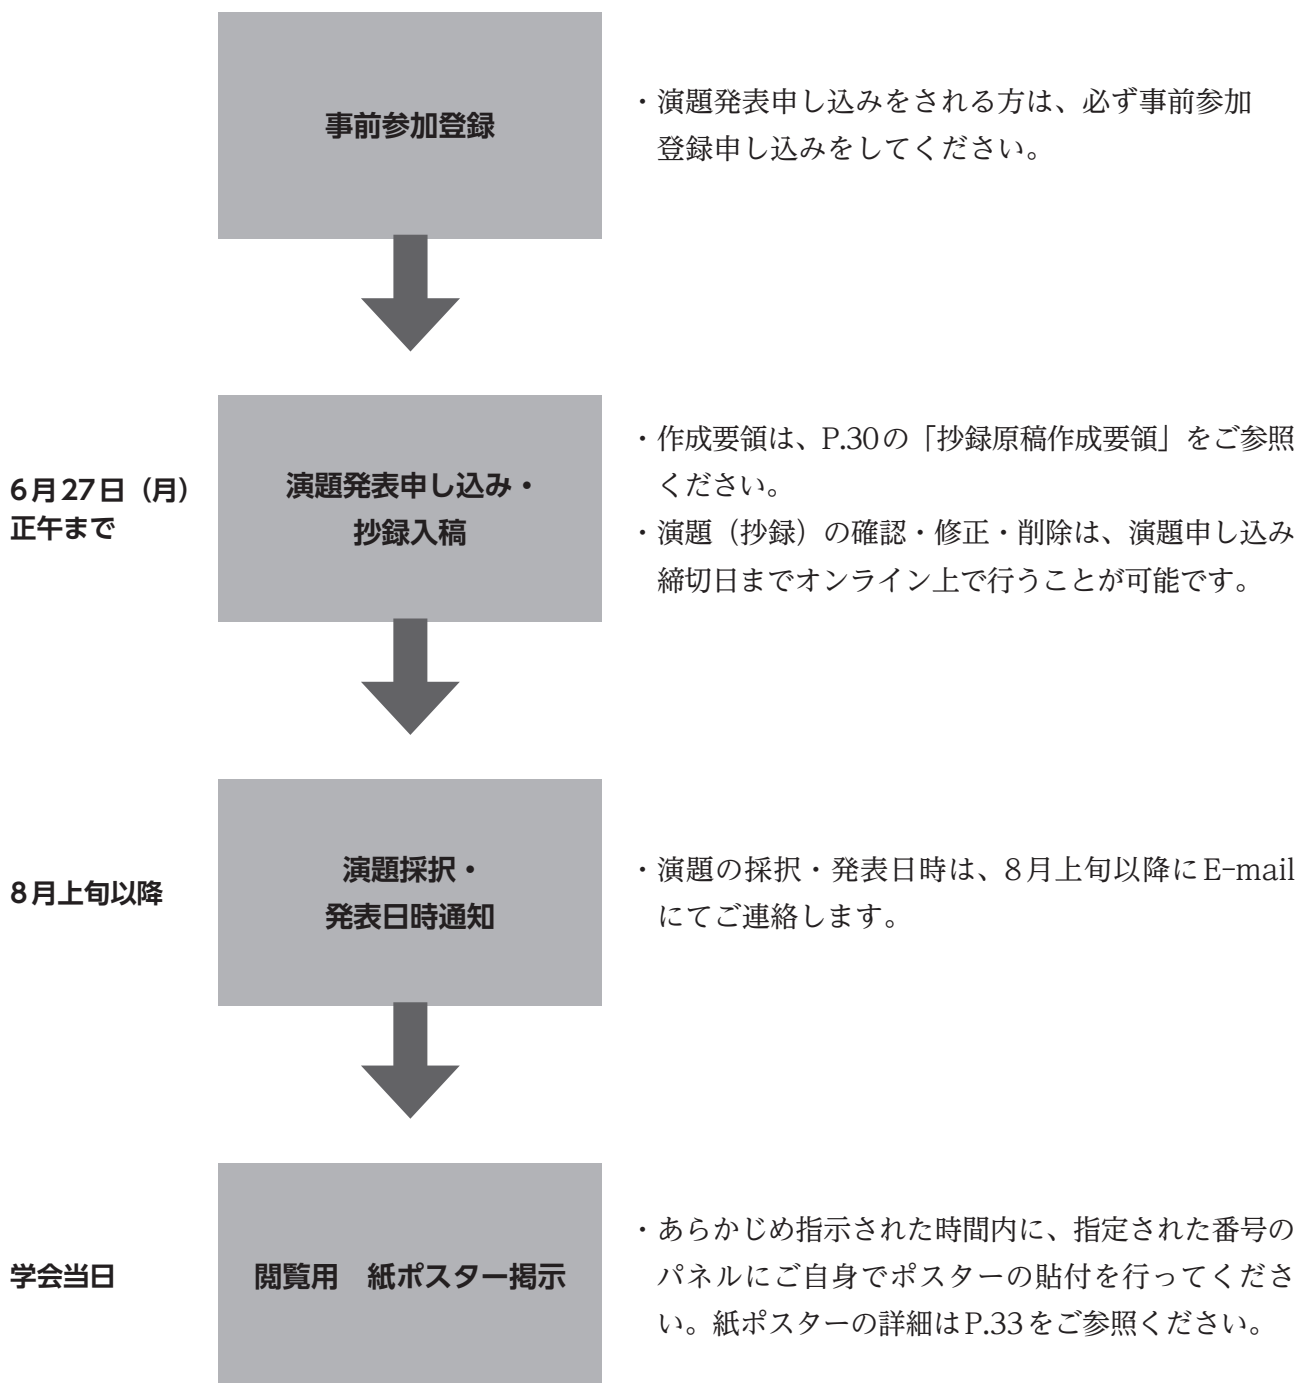 事前参加登録
・演題発表申し込みをされる方は、必ず事前参加
登録申し込みをしてください。
6月27日（月）
正午まで
演題発表申し込み・
抄録入稿
・作成要領は、P.30の「抄録原稿作成要領」をご参照
ください。
・演題（抄録）の確認・修正・削除は、演題申し込み
締切日までオンライン上で行うことが可能です。
8月上旬以降
演題採択・
発表日時通知
・演題の採択・発表日時は、8月上旬以降にE-mail
にてご連絡します。
学会当日
閲覧用　紙ポスター掲示
・あらかじめ指示された時間内に、指定された番号の
パネルにご自身でポスターの貼付を行ってくださ
い。紙ポスターの詳細はP.33をご参照ください。